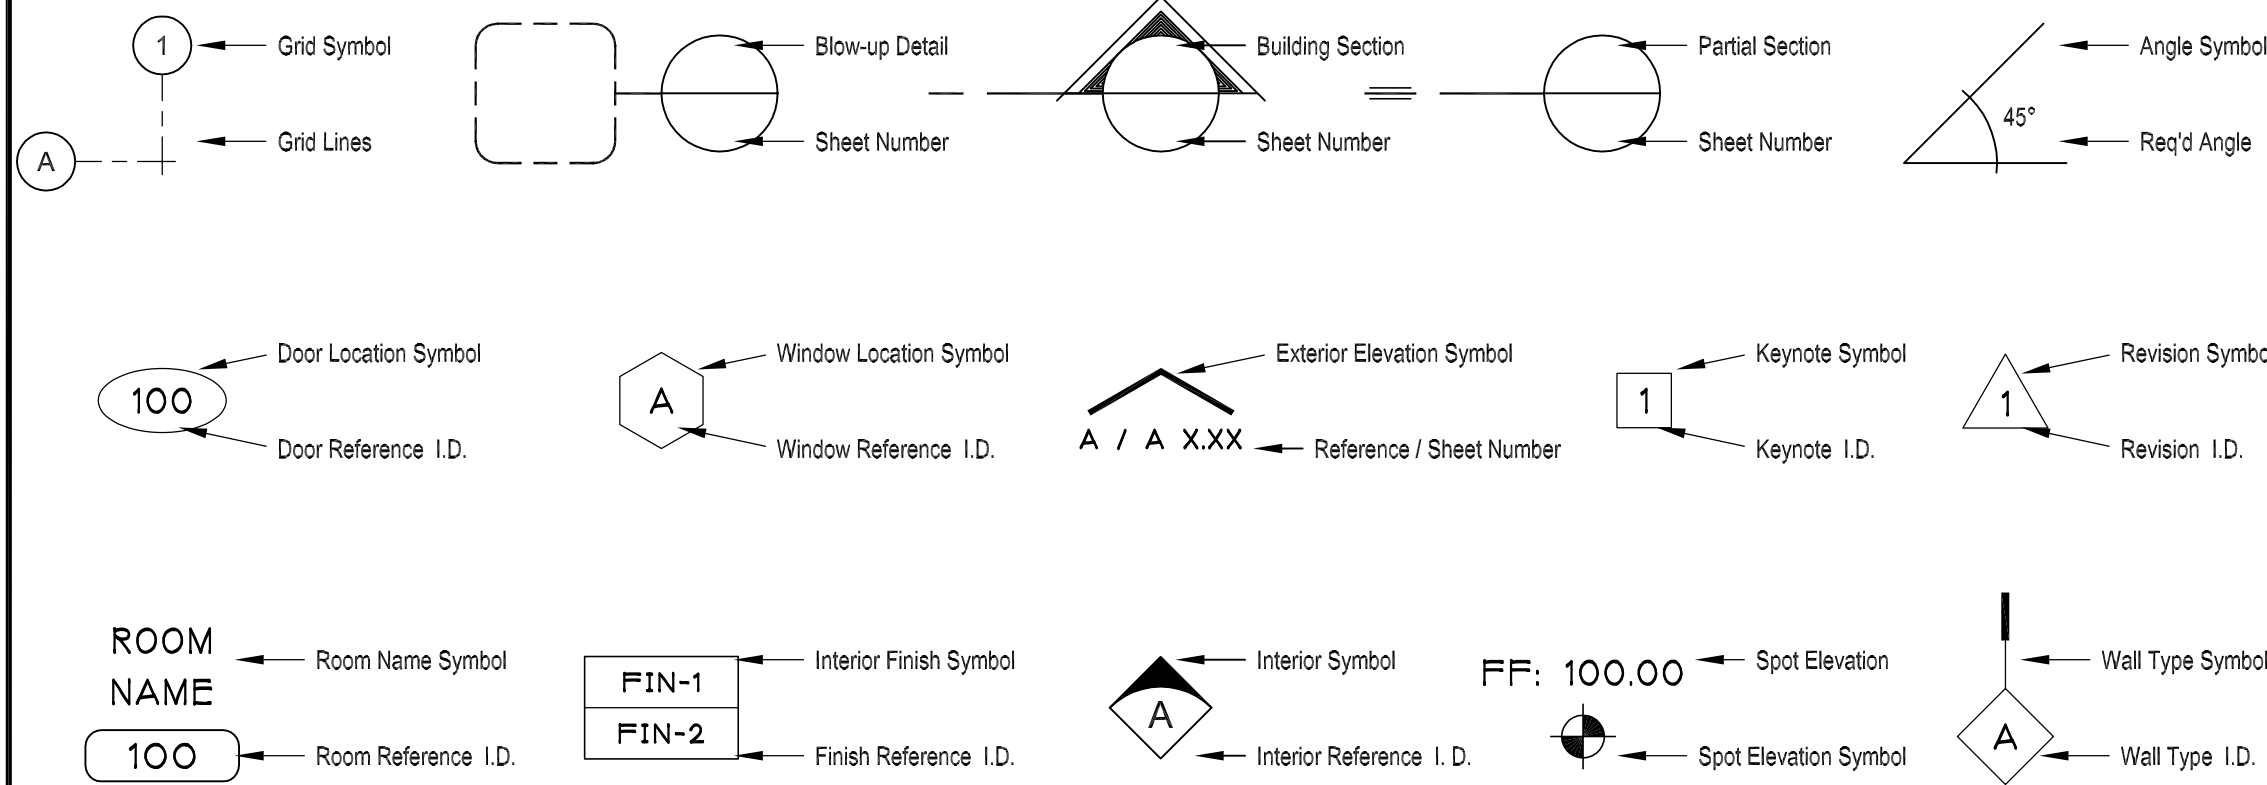 1 Grid Symbol Blow-up Detail Building Section Partial Section Angle Symbol
45°
A Grid Lines Sheet Number Sheet Number Sheet Number Req'd Angle
Door Location Symbol Window Location Symbol Exterior Elevation Symbol Keynote Symbol Revision Symbo
100 A 1 1
Door Reference I.D. Window Reference I.D. A / A X.XX Reference / Sheet Number Keynote I.D. Revision I.D.
ROOM
NAME Room Name Symbol FIN-1 Interior Finish Symbol Interior Symbol FF: 100.00 Spot Elevation Wall Type Symbol
FIN-2 A A
100 Room Reference I.D. Finish Reference I.D. Interior Reference I. D. Spot Elevation Symbol Wall Type I.D.